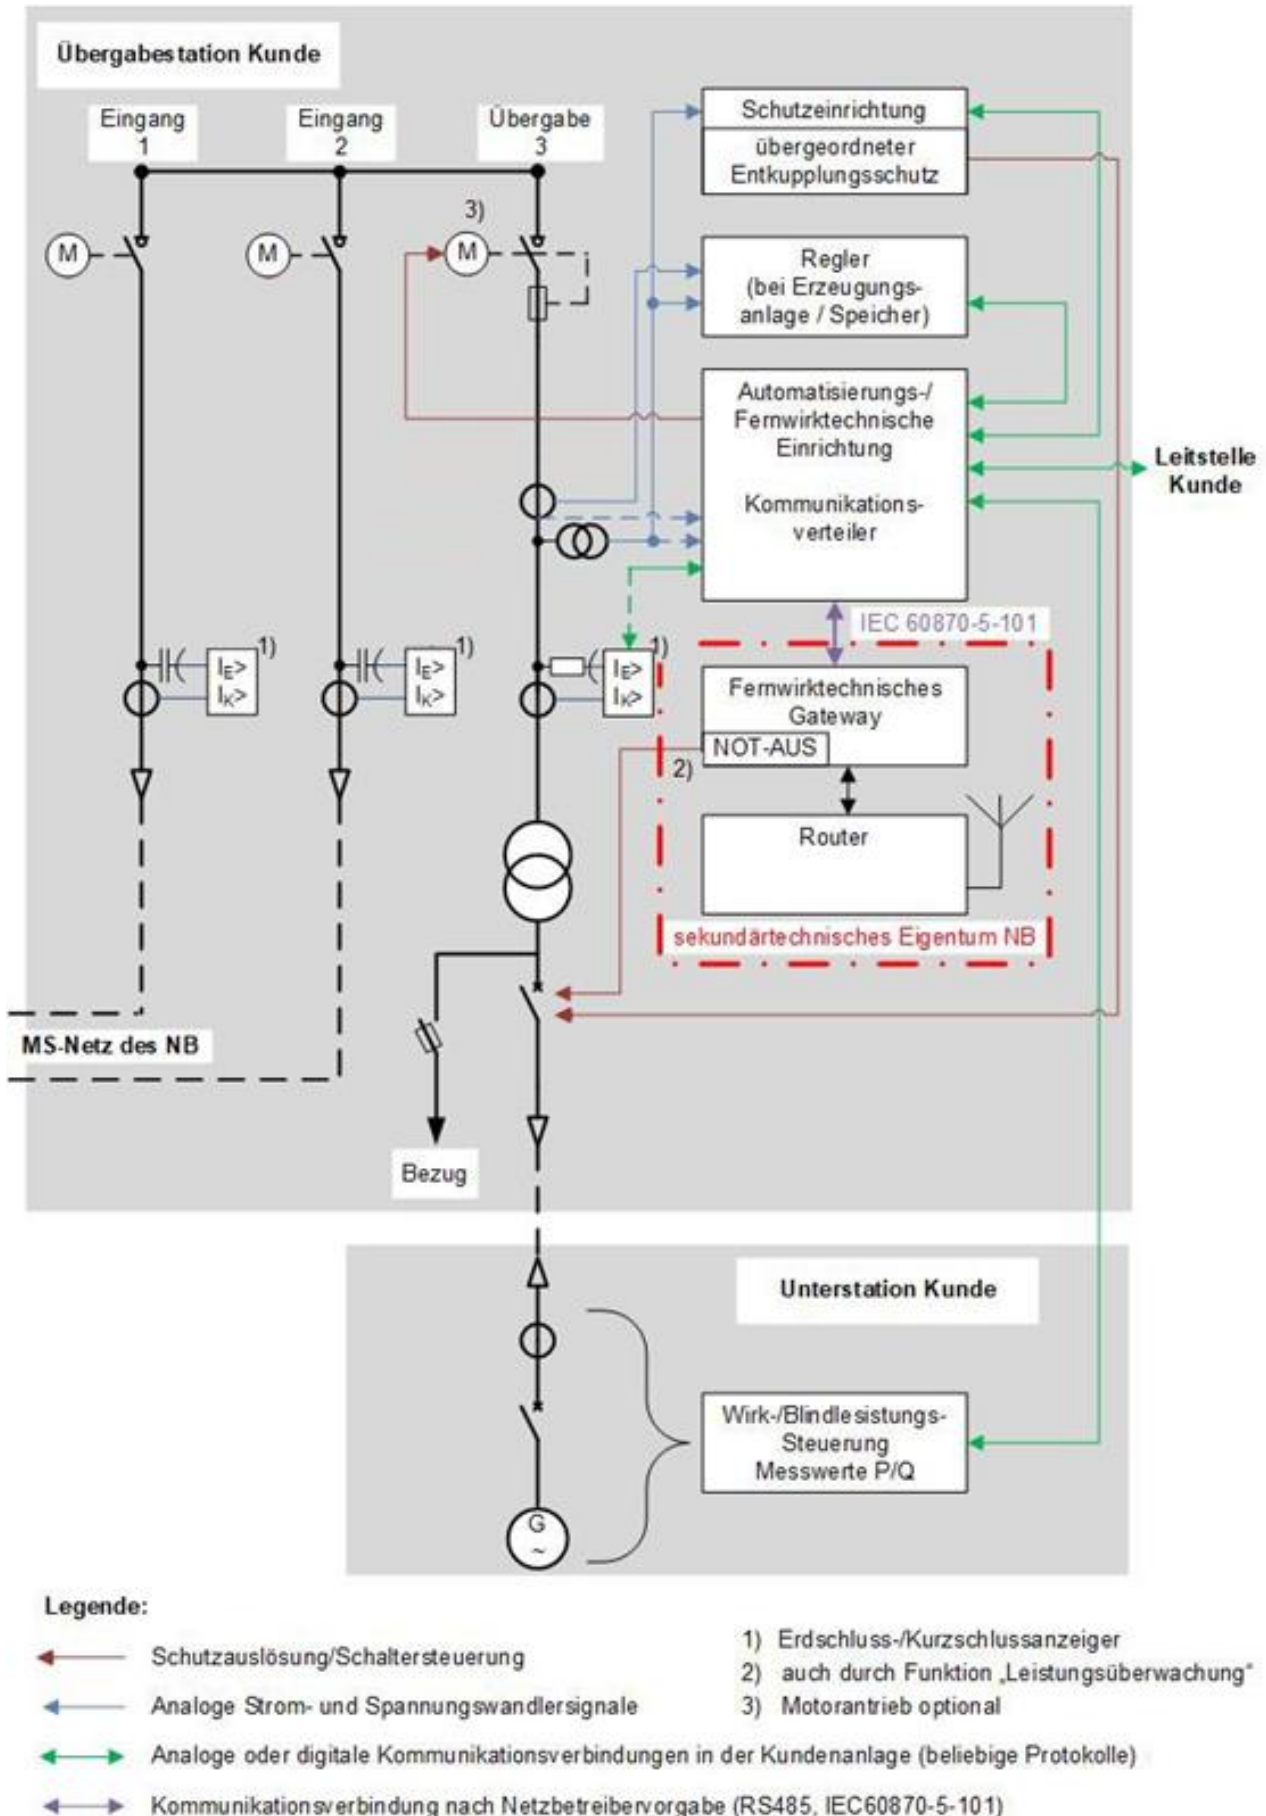 Übergabestation Kunde
Eingang
1
Eingang
2
Übergabe
3
M
M
3)
M
Schutzeinrichtung
übergeordneter
Entkupplungsschutz
Regler
(bei Erzeugungs-
anlage / Speicher)
Automatisierungs-/
Fernwirktechnische
Einrichtung
Kommunikations-
verteiler
Leitstelle
Kunde
IEC 60870-5-101
1)
IE>
IK>
1)
IE>
IK>
1)
IE>
IK>
Fernwirktechnisches
Gateway
NOT-AUS
2)
Router
sekundärtechnisches Eigentum NB
MS-Netz des NB
Bezug
Unterstation Kunde
Wirk-/Blindlesistungs-
Steuerung
Messwerte P/Q
G
~
Legende:
Schutzauslösung/Schaltersteuerung
Analoge Strom- und Spannungswandlersignale
Analoge oder digitale Kommunikationsverbindungen in der Kundenanlage (beliebige Protokolle)
Kommunikationsverbindung nach Netzbetreibervorgabe (RS485, IEC60870-5-101)
1) Erdschluss-/Kurzschlussanzeiger
2) auch durch Funktion „Leistungsüberwachung"
3) Motorantrieb optional